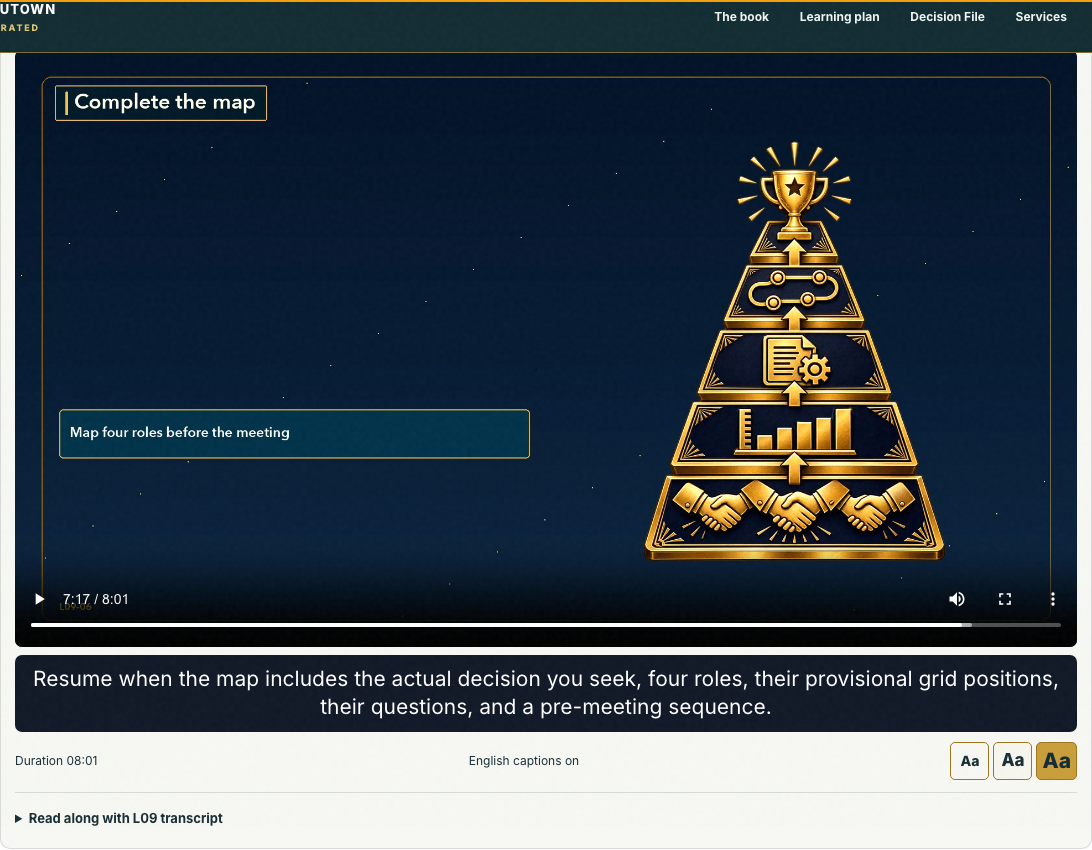 UTOWN
RATED
The book
Learning plan
Decision File
Services
Complete the map
Map four roles before the meeting
L09-06
7:17 / 8:01
Resume when the map includes the actual decision you seek, four roles, their provisional grid positions,
their questions, and a pre-meeting sequence.
Duration 08:01
English captions on
Aa
Aa
Aa
Read along with L09 transcript